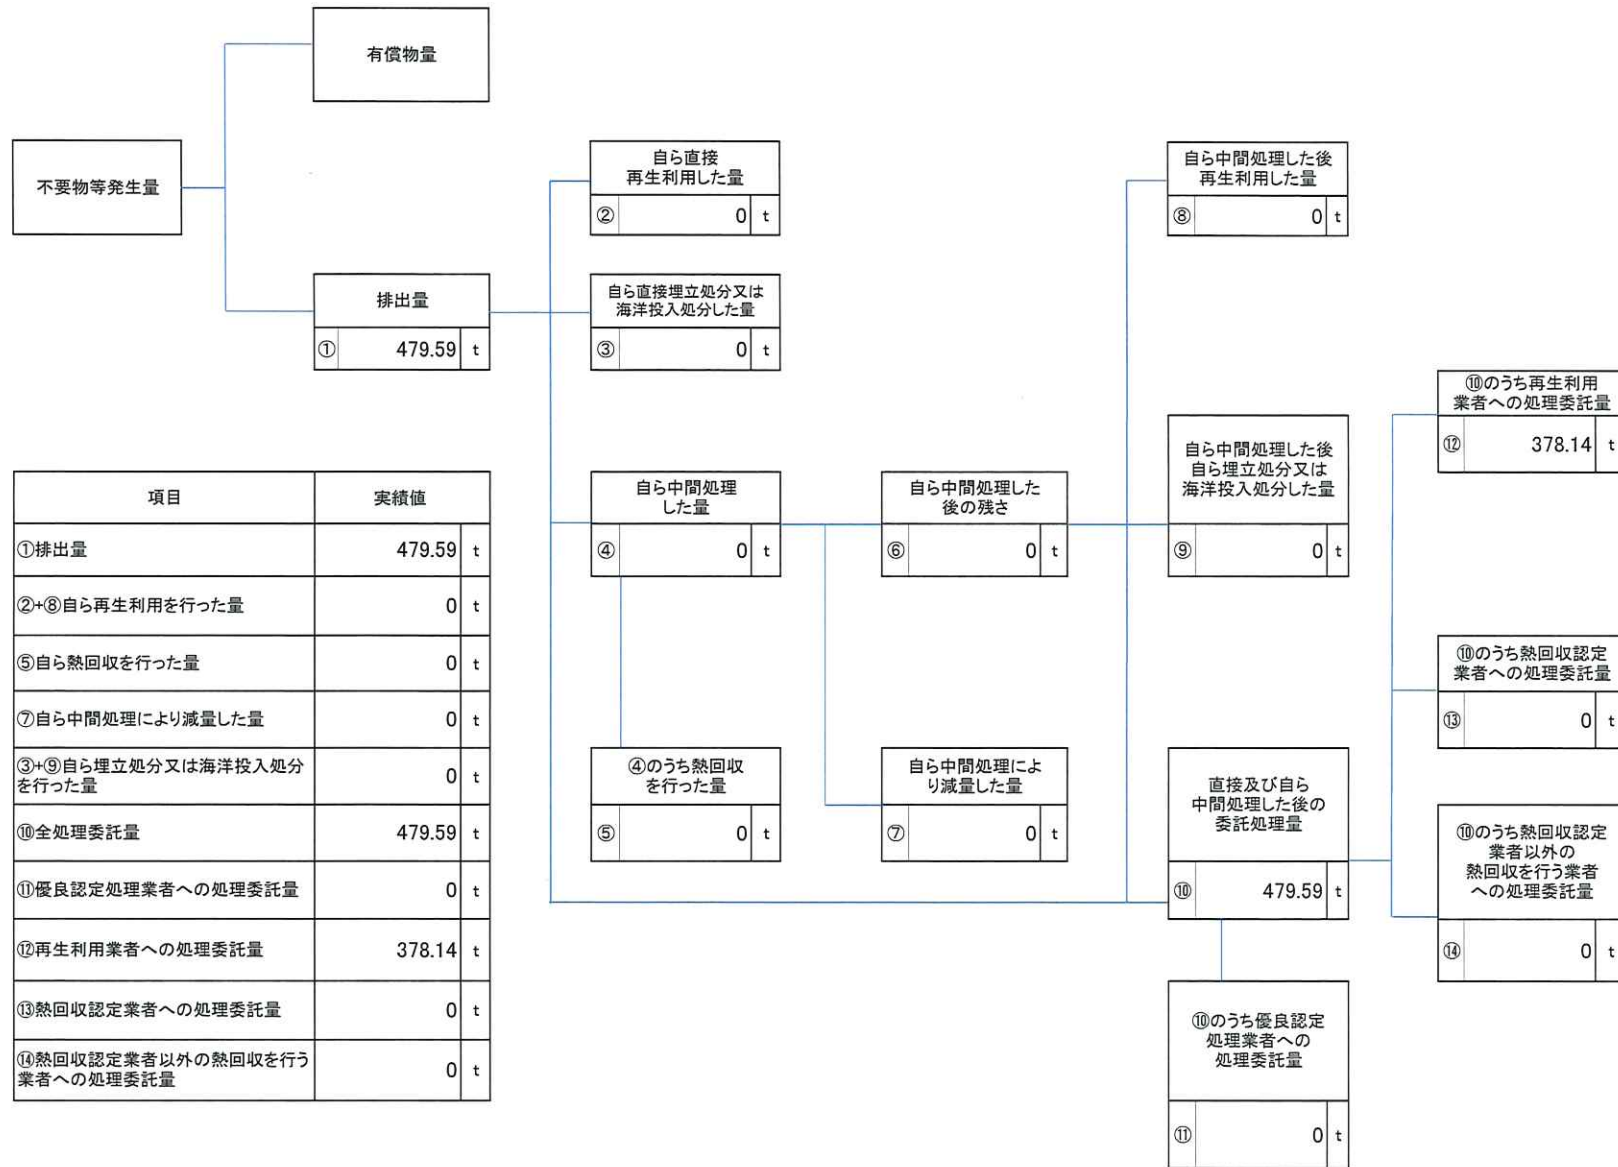 有償物量
不要物等発生量
自ら直接
再生利用した量
② 0 t
自ら中間処理した後
再生利用した量
⑧ 0 t
排出量
① 479.59 t
自ら直接埋立処分又は
海洋投入処分した量
③ 0 t
⑩のうち再生利用
業者への処理委託量
⑫ 378.14 t
自ら中間処理
した量
④ 0 t
自ら中間処理した
後の残さ
⑥ 0 t
自ら中間処理した後
自ら埋立処分又は
海洋投入処分した量
⑨ 0 t
⑩のうち熱回収認定
業者への処理委託量
⑬ 0 t
④のうち熱回収
を行った量
⑤ 0 t
自ら中間処理によ
り減量した量
⑦ 0 t
直接及び自ら
中間処理した後の
委託処理量
⑩ 479.59 t
⑩のうち熱回収認定
業者以外の
熱回収を行う業者
への処理委託量
⑭ 0 t
⑩のうち優良認定
処理業者への
処理委託量
⑪ 0 t
項目 実績値
①排出量 479.59 t
②+⑧自ら再生利用を行った量 0 t
⑤自ら熱回収を行った量 0 t
⑦自ら中間処理により減量した量 0 t
③+⑨自ら埋立処分又は海洋投入処分
を行った量 0 t
⑩全処理委託量 479.59 t
⑪優良認定処理業者への処理委託量 0 t
⑫再生利用業者への処理委託量 378.14 t
⑬熱回収認定業者への処理委託量 0 t
⑭熱回収認定業者以外の熱回収を行う
業者への処理委託量 0 t